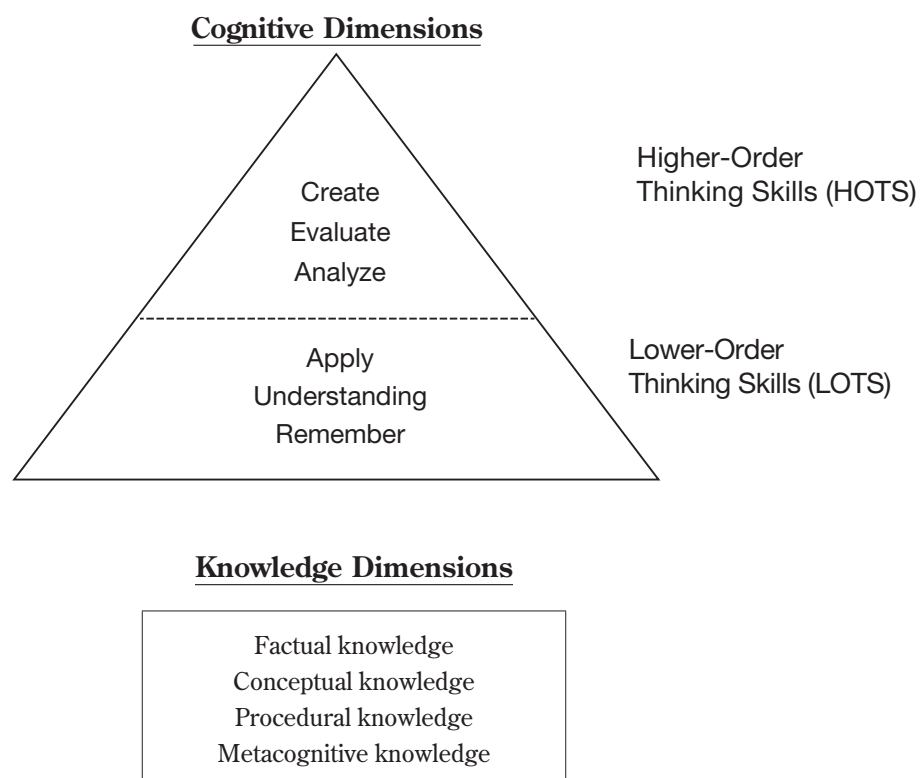 Cognitive Dimensions
Higher-Order
Thinking Skills (HOTS)
Create
Evaluate
Analyze
Lower-Order
Thinking Skills (LOTS)
Apply
Understanding
Remember
Knowledge Dimensions
Factual knowledge
Conceptual knowledge
Procedural knowledge
Metacognitive knowledge